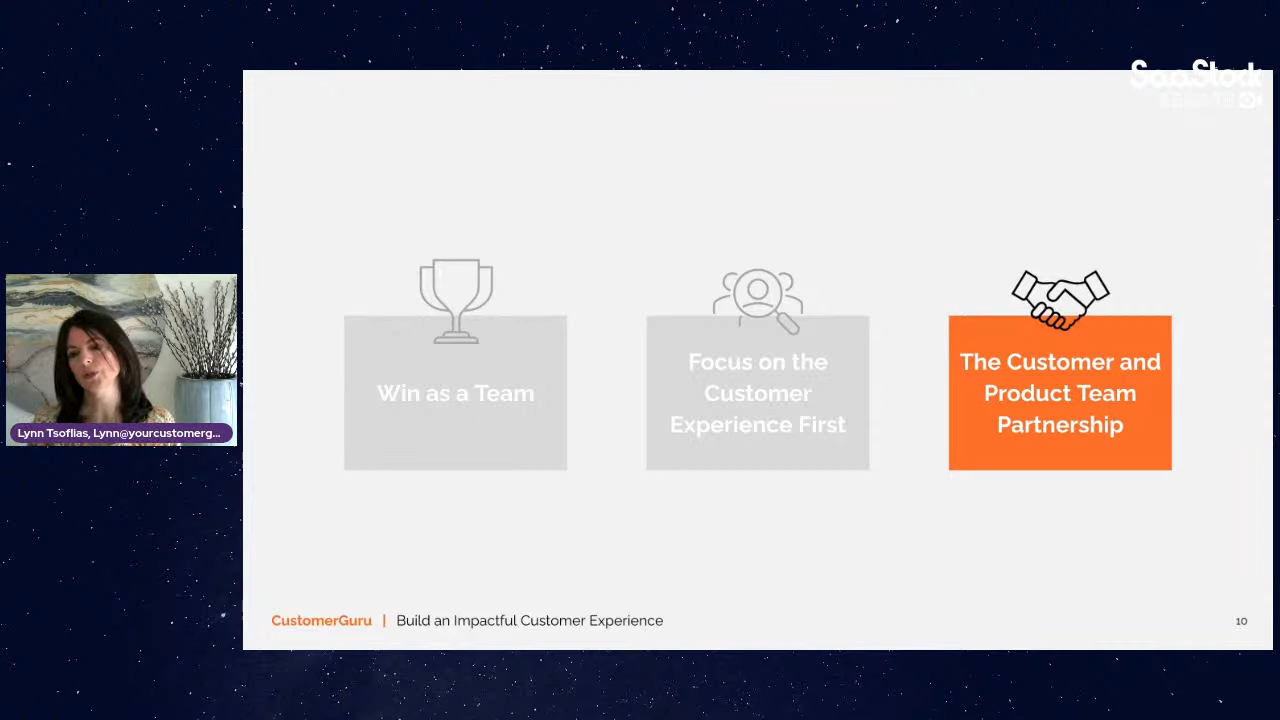 SaaStock
Win as a Team
Focus on the
Customer
Experience First
The Customer and
Product Team
Partnership
Lynn Tsoflias, Lynn@yourcustomerg...
CustomerGuru | Build an Impactful Customer Experience
10